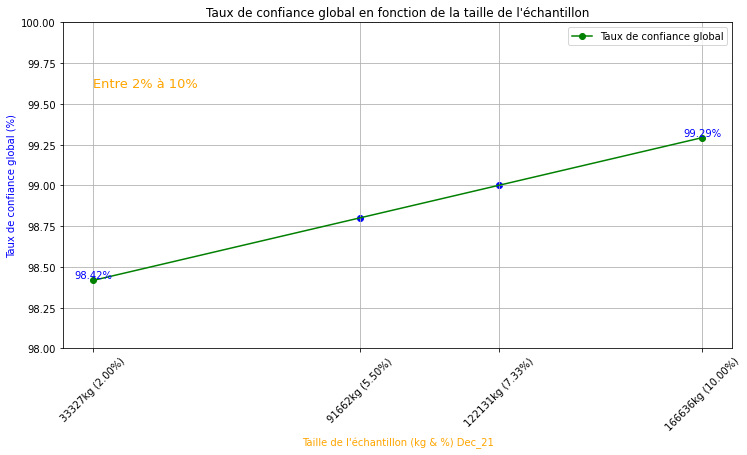 Taux de confiance global en fonction de la taille de l'échantillon
100.00
Taux de confiance global
99.75
Entre 2% à 10%
99.50
99.29%
99.25
99.00
98.75
98.50
98.42%
98.25
98.00
Taux de confiance global (%)
33327kg (2.00%)
91662kg (5.50%)
122131kg (7.33%)
166636kg (10.00%)
Taille de l'échantillon (kg & %) Dec_21